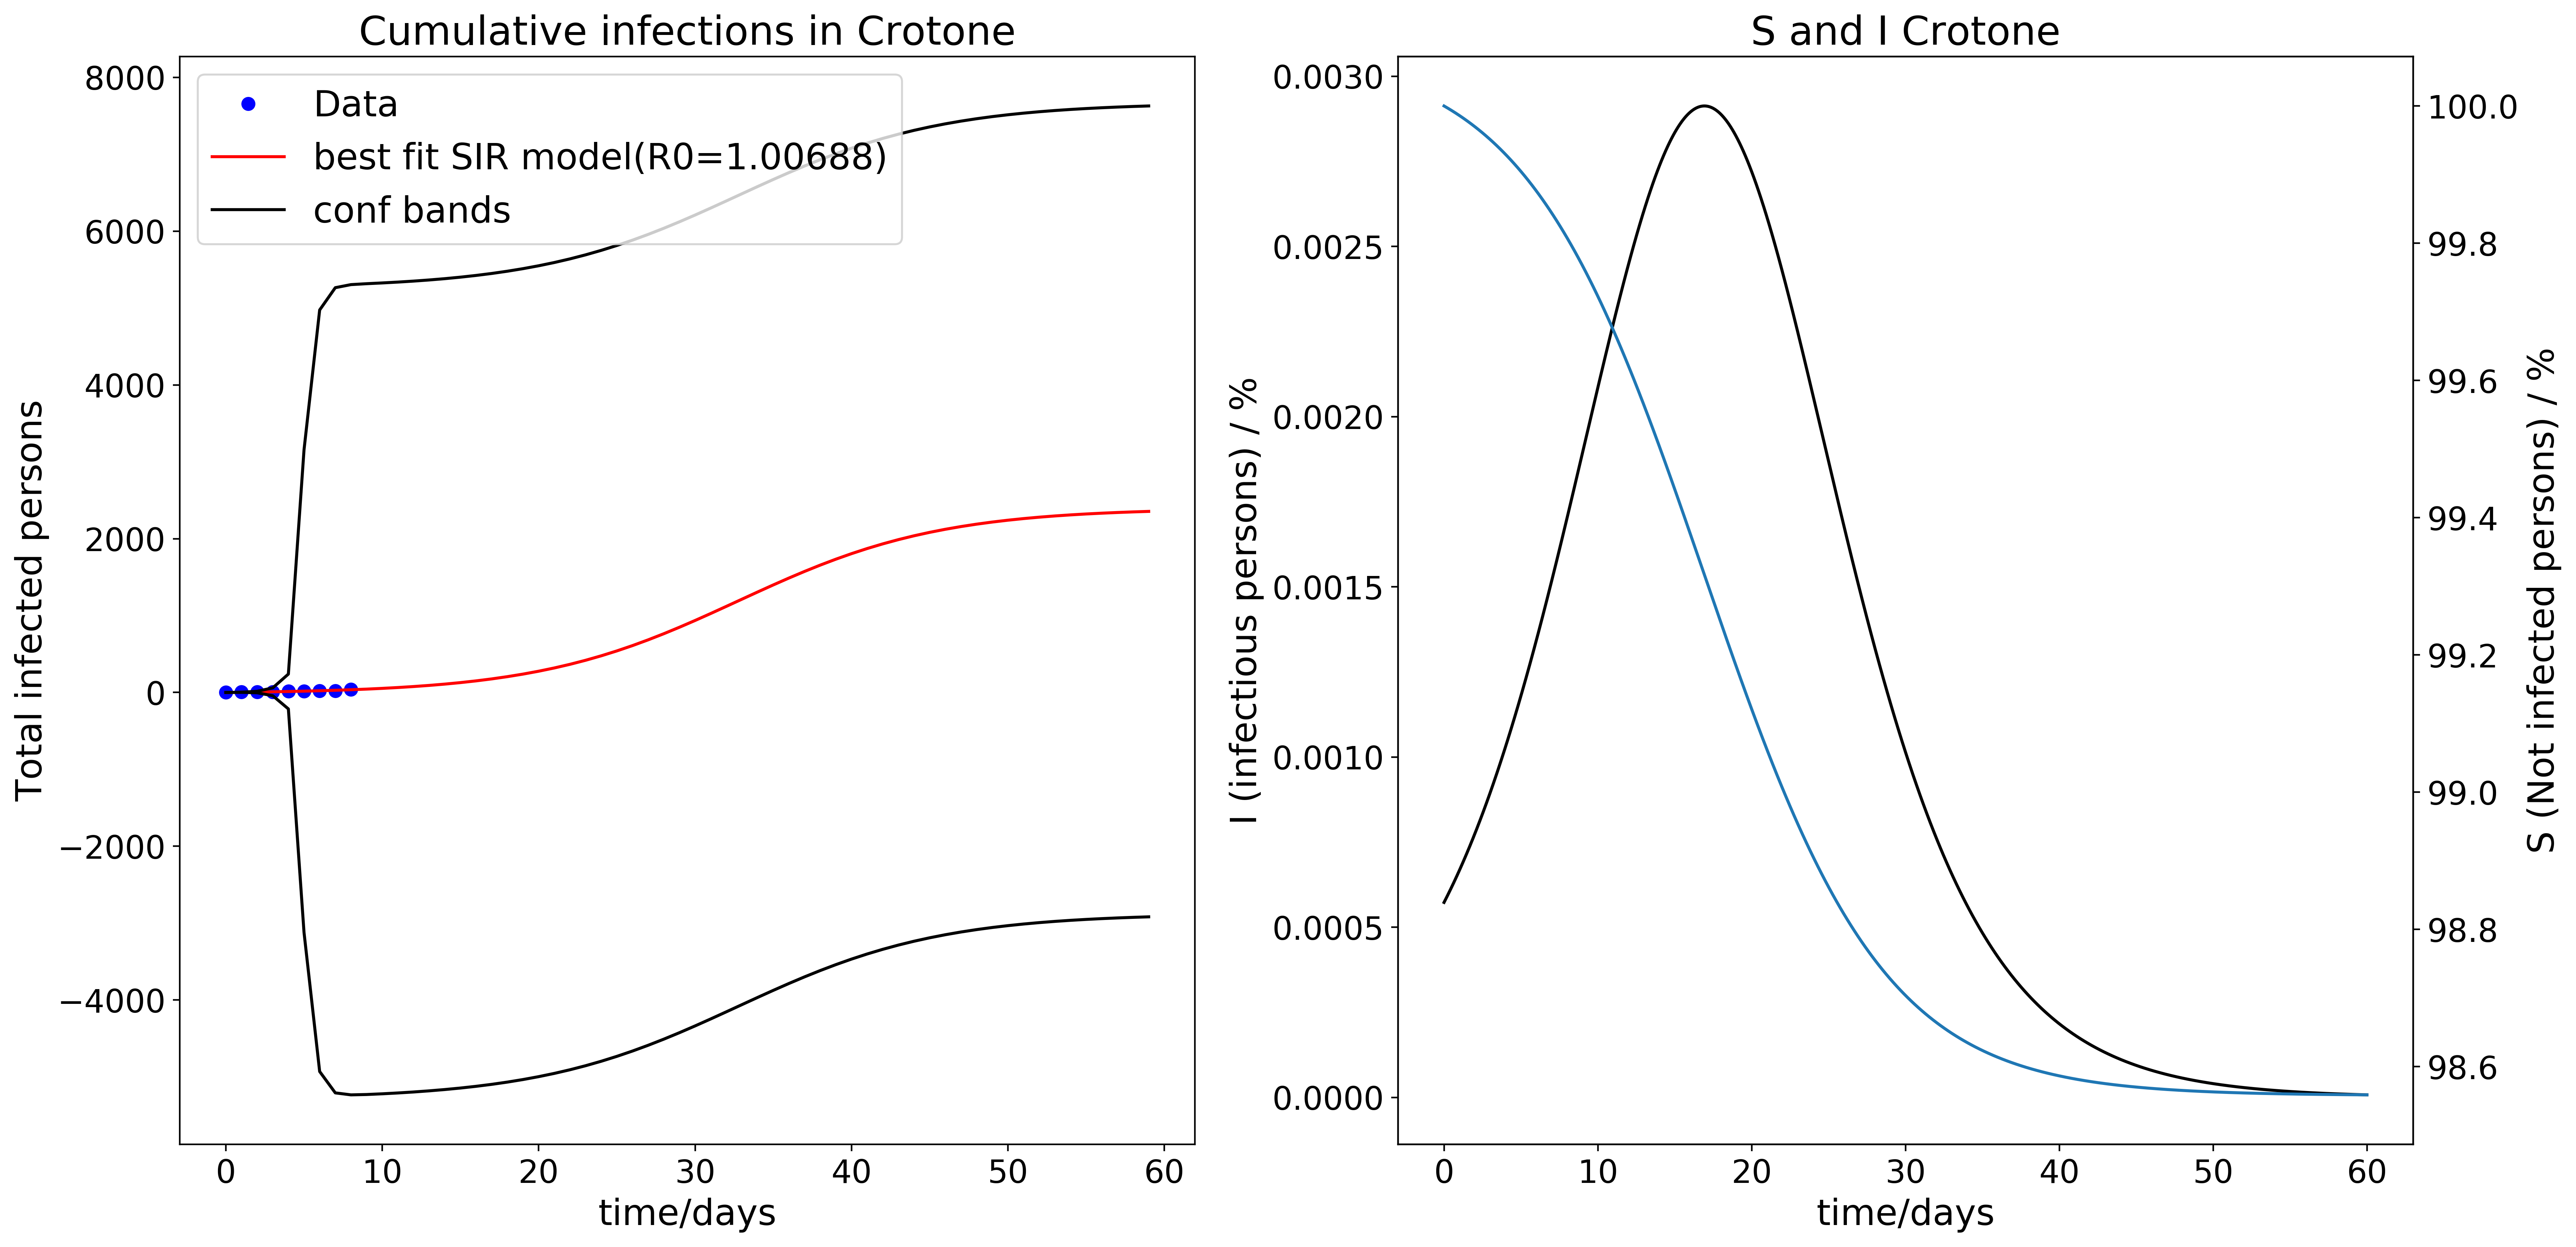 Cumulative infections in Crotone
8000
6000
4000
2000
0
−2000
−4000
Total infected persons
Data
best fit SIR model(R0=1.00688)
conf bands
0 10 20 30 40 50 60
time/days
S and I Crotone
0.0030
0.0025
0.0020
0.0015
0.0010
0.0005
0.0000
I (infectious persons) / %
100.0
99.8
99.6
99.4
99.2
99.0
98.8
98.6
S (Not infected persons) / %
0 10 20 30 40 50 60
time/days